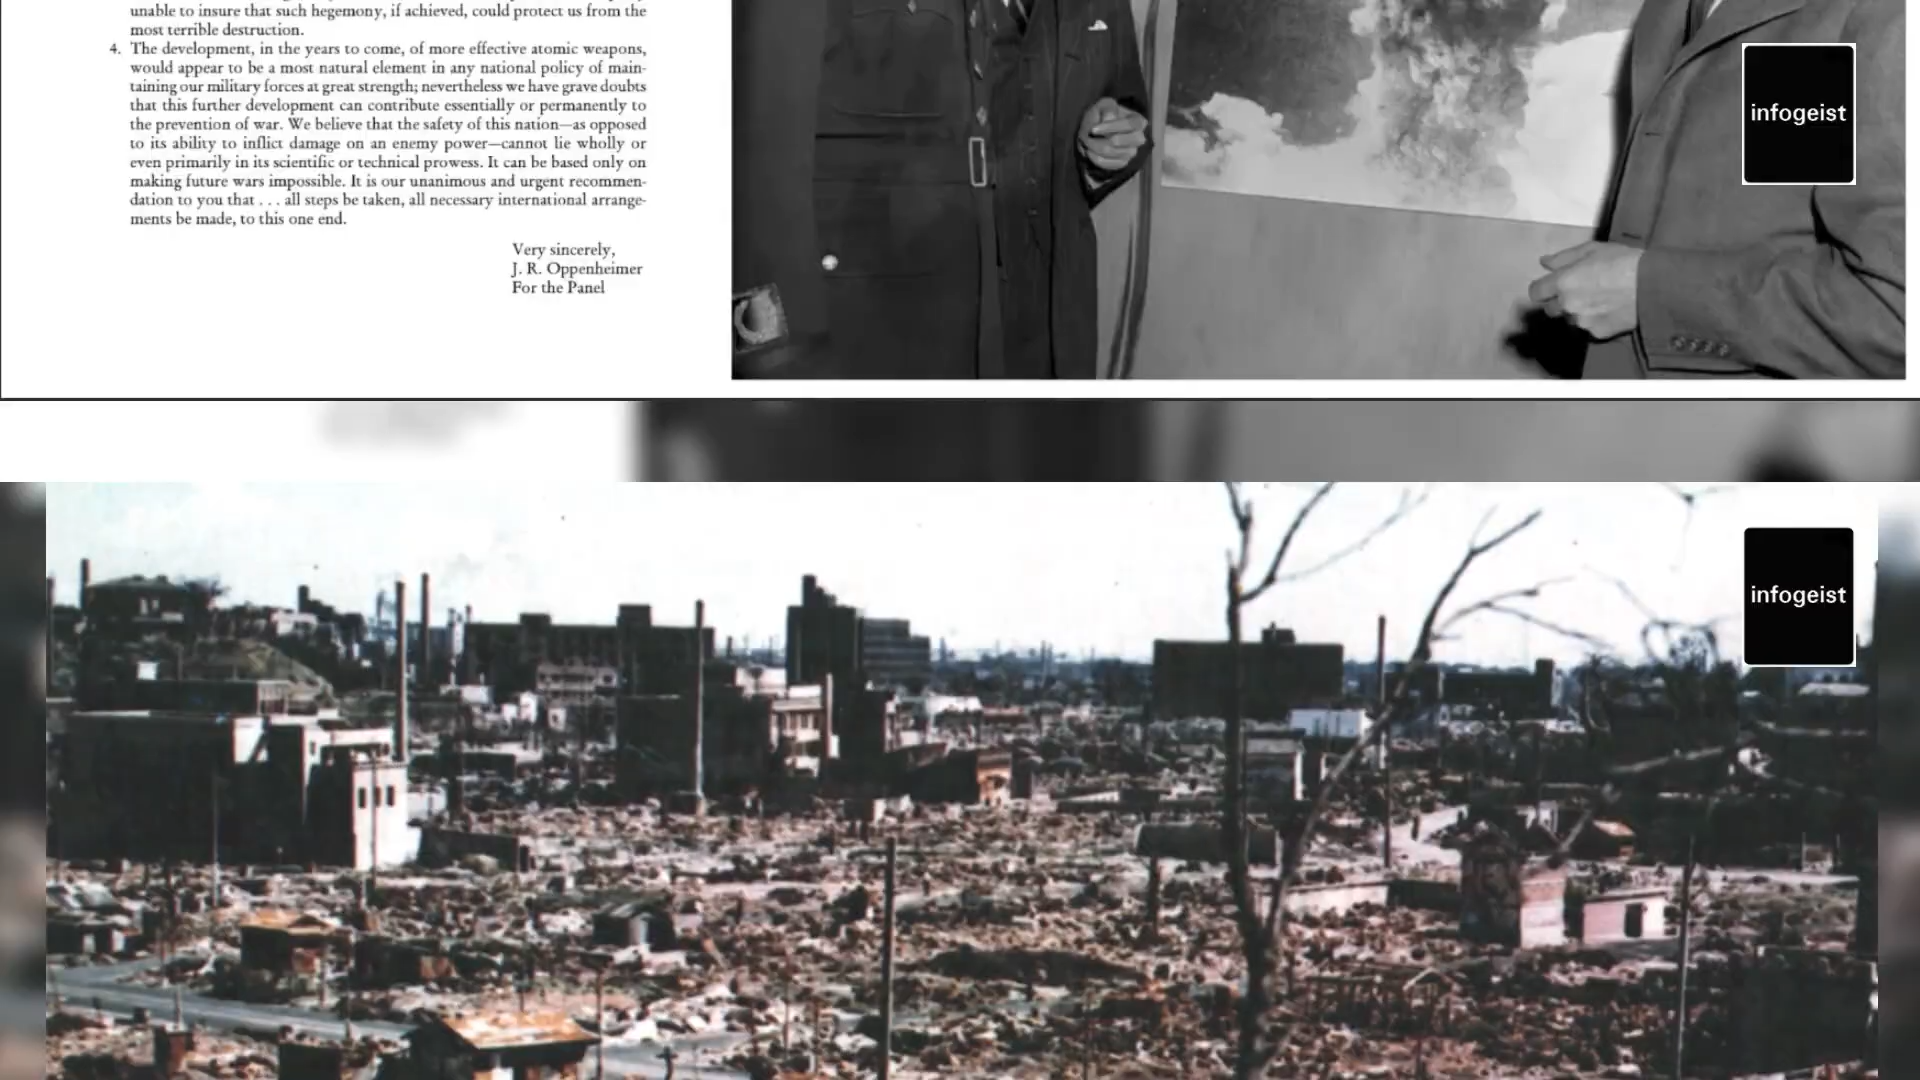 unable to insure that such hegemony, if achieved, could protect us from the
most terrible destruction.
4. The development, in the years to come, of more effective atomic weapons,
would appear to be a most natural element in any national policy of main-
taining our military forces at great strength; nevertheless we have grave doubts
that this further development can contribute essentially or permanently to
the prevention of war. We believe that the safety of this nation—as opposed
to its ability to inflict damage on an enemy power—cannot lie wholly or
even primarily in its scientific or technical prowess. It can be based only on
making future wars impossible. It is our unanimous and urgent recommen-
dation to you that . . . all steps be taken, all necessary international arrange-
ments be made, to this one end.
Very sincerely,
J. R. Oppenheimer
For the Panel
infogeist
infogeist